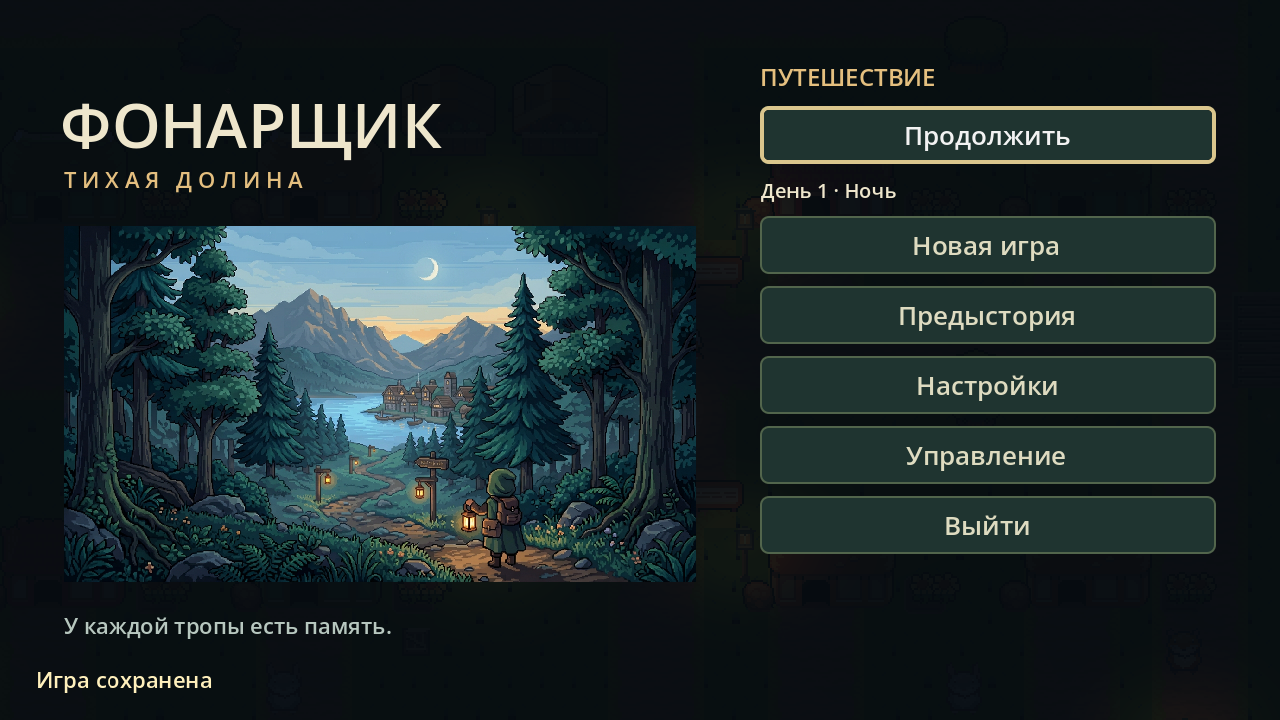 ФОНАРЩИК
ТИХАЯ ДОЛИНА
У каждой тропы есть память.
Игра сохранена
ПУТЕШЕСТВИЕ
Продолжить
День 1 · Ночь
Новая игра
Предыстория
Настройки
Управление
Выйти